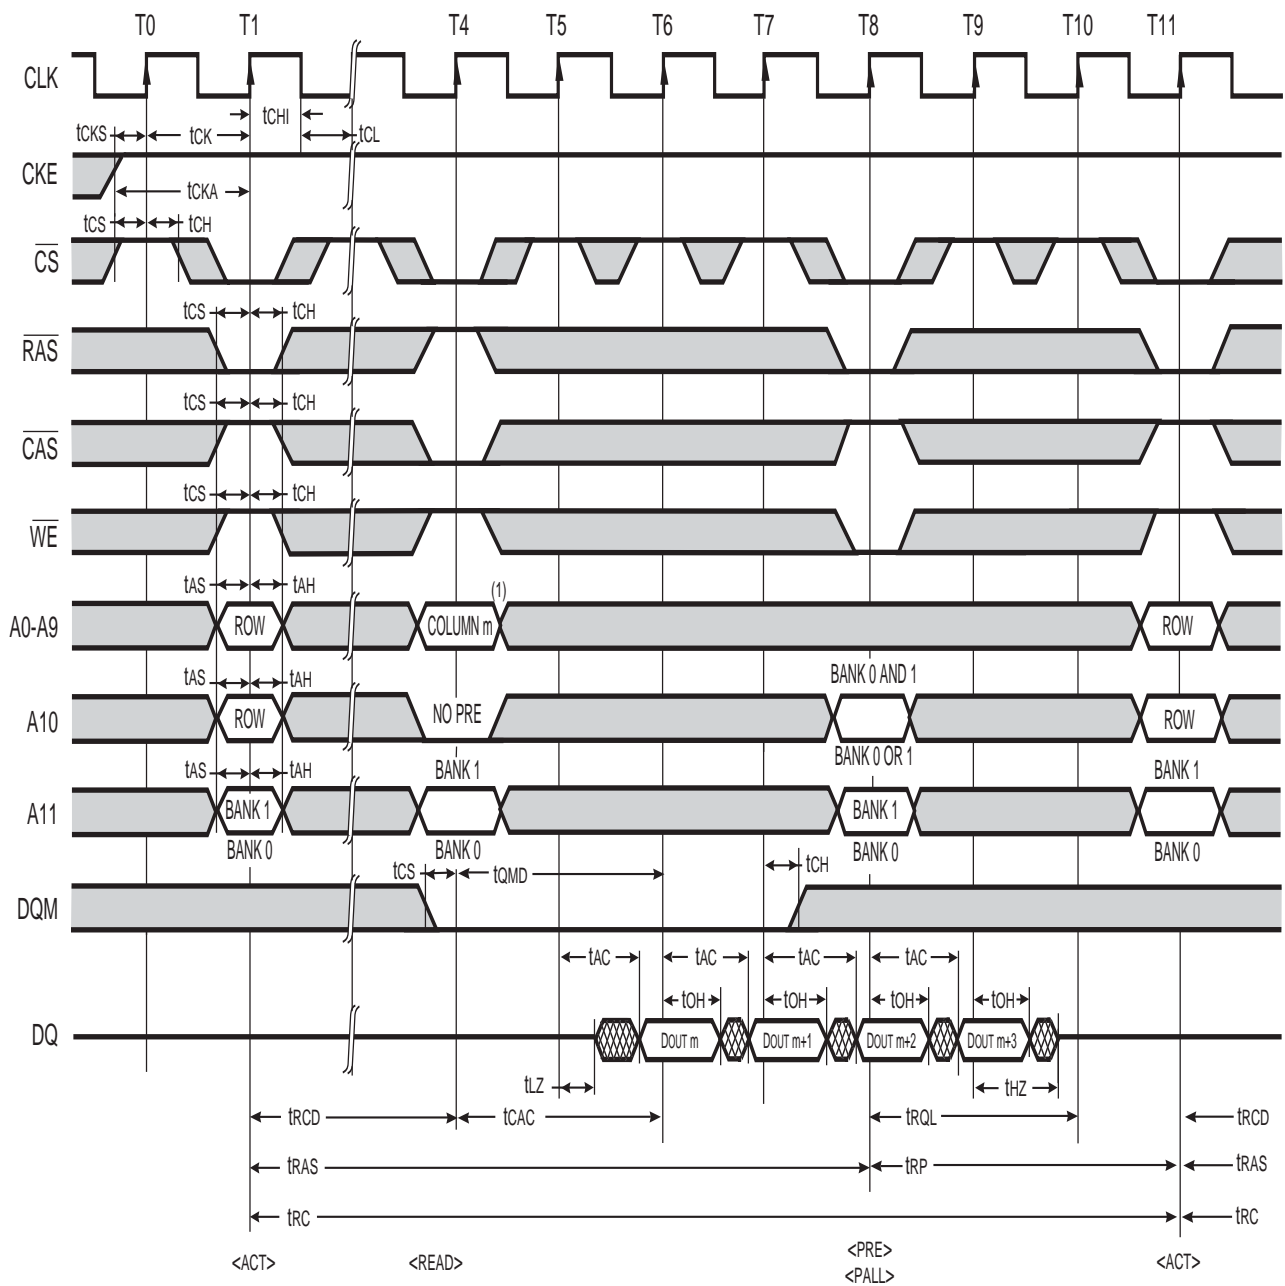 T0 T1 T4 T5 T6 T7 T8 T9 T10 T11
CLK
tCHI
tCKS tCK tCL
CKE
tCKA
tCS tCH
CS
tCS tCH
RAS
tCS tCH
CAS
tCS tCH
WE
tAS tAH (1)
A0-A9 ROW COLUMN m ROW
tAS tAH BANK 0 AND 1
A10 ROW NO PRE ROW
BANK 0 OR 1
tAS tAH BANK 1 BANK 1
A11 BANK 1 BANK 1
BANK 0 BANK 0 BANK 0 BANK 0
tCS tQMD tCH
DQM
tAC tAC tAC tAC
tOH tOH tOH tOH
DQ DOUT m DOUT m+1 DOUT m+2 DOUT m+3
tLZ tHZ
tRCD tCAC tRQL tRCD
tRAS tRP tRAS
tRC tRC
<ACT> <READ> <PRE> <ACT>
<PALL>